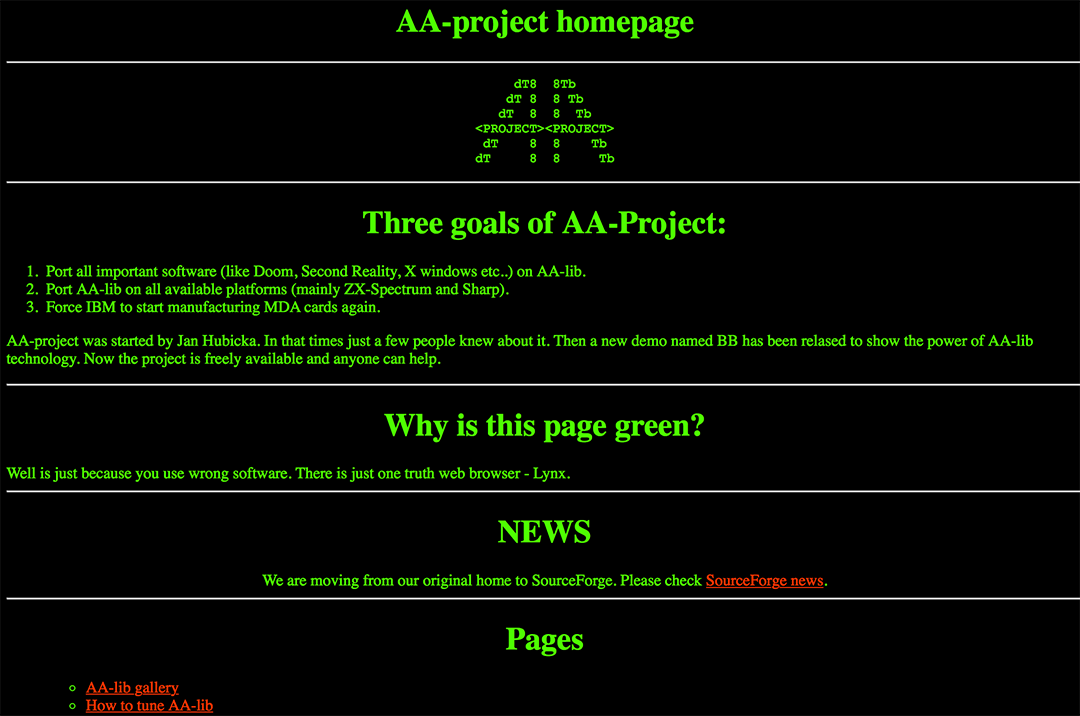 AA-project homepage
dT8  8Tb
dT 8  8 Tb
dT  8  8  Tb
<PROJECT><PROJECT>
dT    8  8    Tb
dT     8  8     Tb
Three goals of AA-Project:
1. Port all important software (like Doom, Second Reality, X windows etc..) on AA-lib.
2. Port AA-lib on all available platforms (mainly ZX-Spectrum and Sharp).
3. Force IBM to start manufacturing MDA cards again.
AA-project was started by Jan Hubicka. In that times just a few people knew about it. Then a new demo named BB has been relased to show the power of AA-lib
technology. Now the project is freely available and anyone can help.
Why is this page green?
Well is just because you use wrong software. There is just one truth web browser - Lynx.
NEWS
We are moving from our original home to SourceForge. Please check SourceForge news.
Pages
AA-lib gallery
How to tune AA-lib